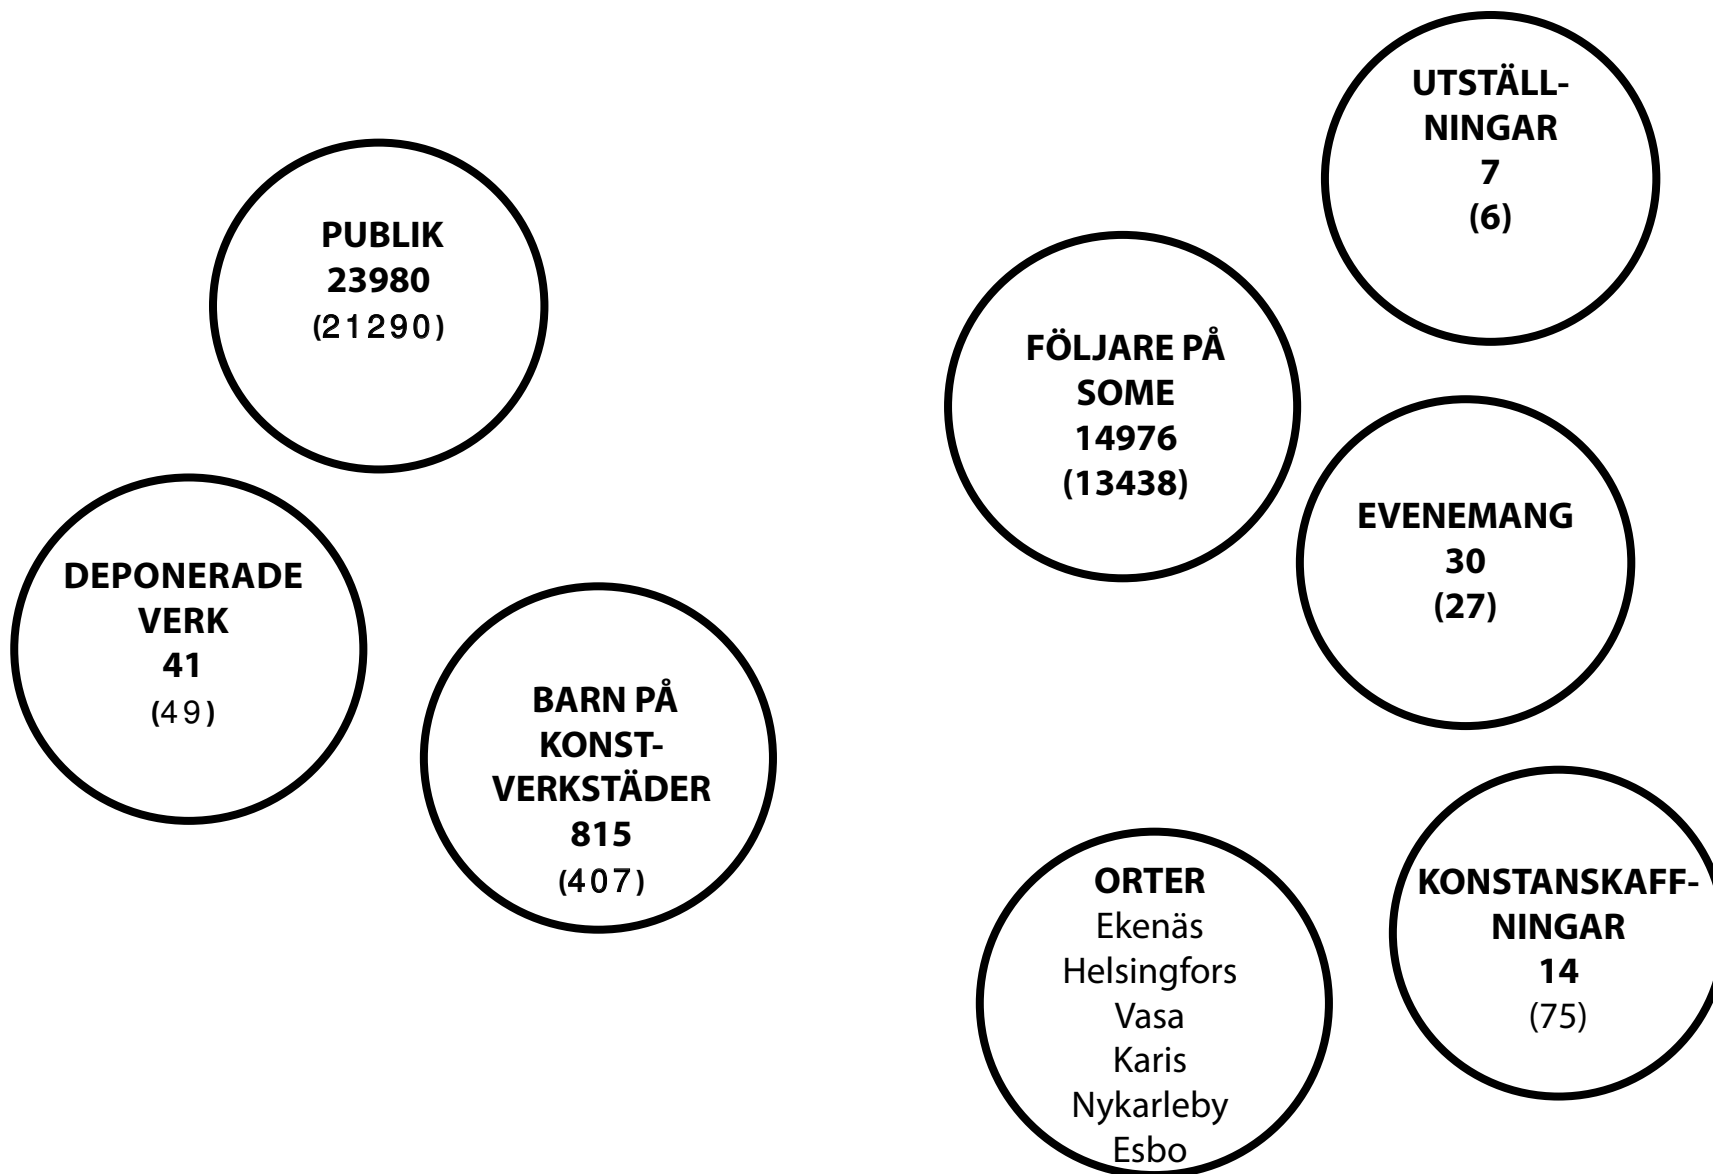 PUBLIK
23980
(21290)
DEPONERADE
VERK
41
(49)
BARN PÅ
KONST-
VERKSTÄDER
815
(407)
UTSTÄLL-
NINGAR
7
(6)
FÖLJARE PÅ
SOME
14976
(13438)
EVENEMANG
30
(27)
ORTER
Ekenäs
Helsingfors
Vasa
Karis
Nykarleby
Esbo
KONSTANSKAFF-
NINGAR
14
(75)